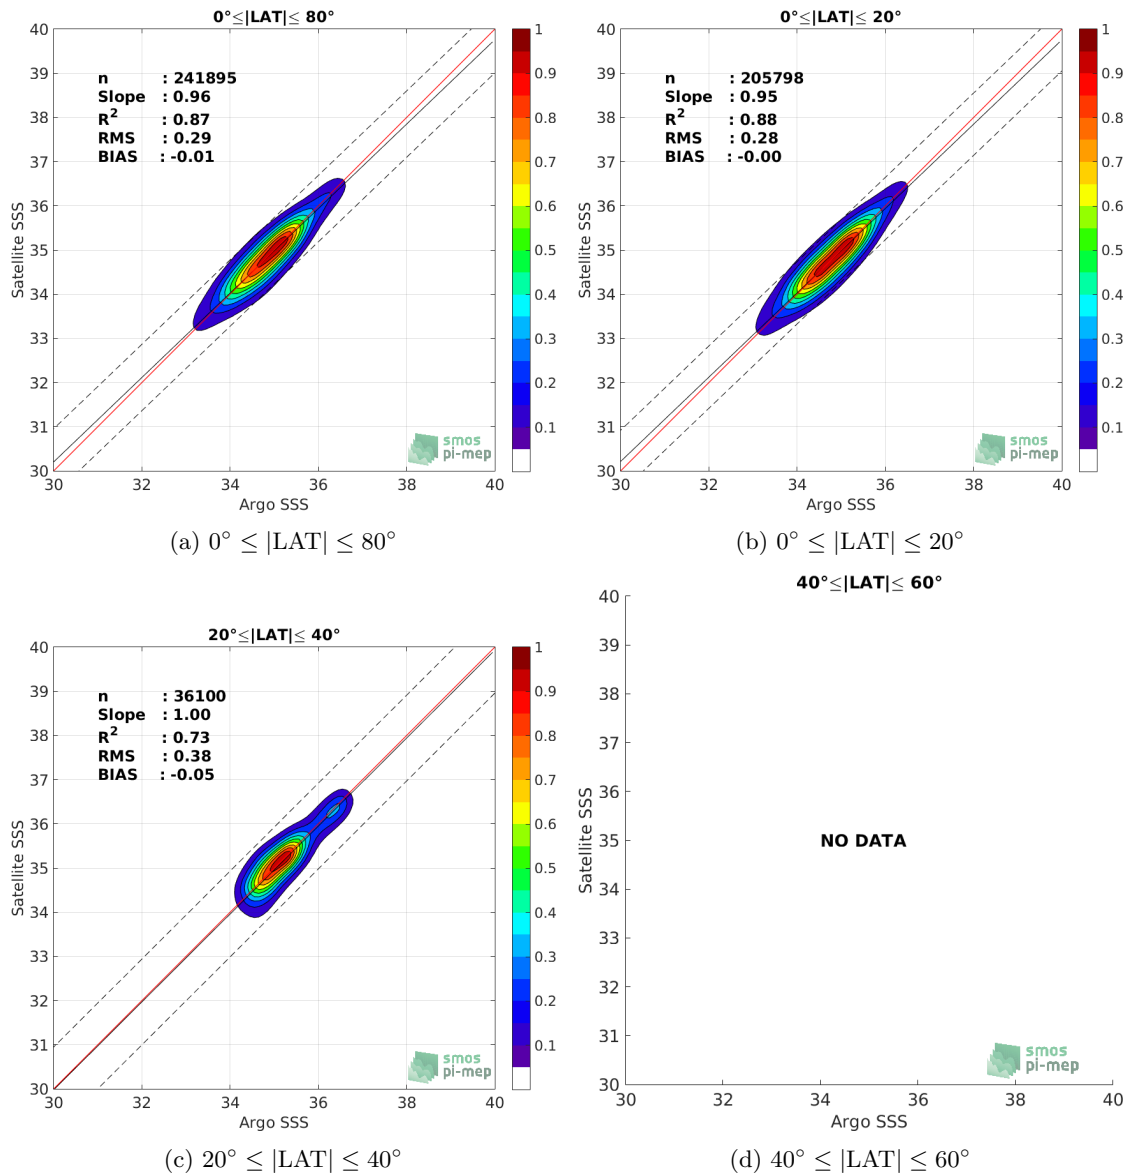 0°≤|LAT|≤ 80°
40
39
38
37
36
35
34
33
32
31
30
Satellite SSS
n : 241895
Slope : 0.96
R2 : 0.87
RMS : 0.29
BIAS : -0.01
30 32 34 36 38 40
Argo SSS
1
0.9
0.8
0.7
0.6
0.5
0.4
0.3
0.2
0.1
smos
pi-mep
(a) 0° ≤ |LAT| ≤ 80°
0°≤|LAT|≤ 20°
40
39
38
37
36
35
34
33
32
31
30
Satellite SSS
n : 205798
Slope : 0.95
R2 : 0.88
RMS : 0.28
BIAS : -0.00
30 32 34 36 38 40
Argo SSS
1
0.9
0.8
0.7
0.6
0.5
0.4
0.3
0.2
0.1
smos
pi-mep
(b) 0° ≤ |LAT| ≤ 20°
20°≤|LAT|≤ 40°
40
39
38
37
36
35
34
33
32
31
30
Satellite SSS
n : 36100
Slope : 1.00
R2 : 0.73
RMS : 0.38
BIAS : -0.05
30 32 34 36 38 40
Argo SSS
1
0.9
0.8
0.7
0.6
0.5
0.4
0.3
0.2
0.1
smos
pi-mep
(c) 20° ≤ |LAT| ≤ 40°
40°≤|LAT|≤ 60°
40
39
38
37
36
35
34
33
32
31
30
Satellite SSS
NO DATA
30 32 34 36 38 40
Argo SSS
smos
pi-mep
(d) 40° ≤ |LAT| ≤ 60°